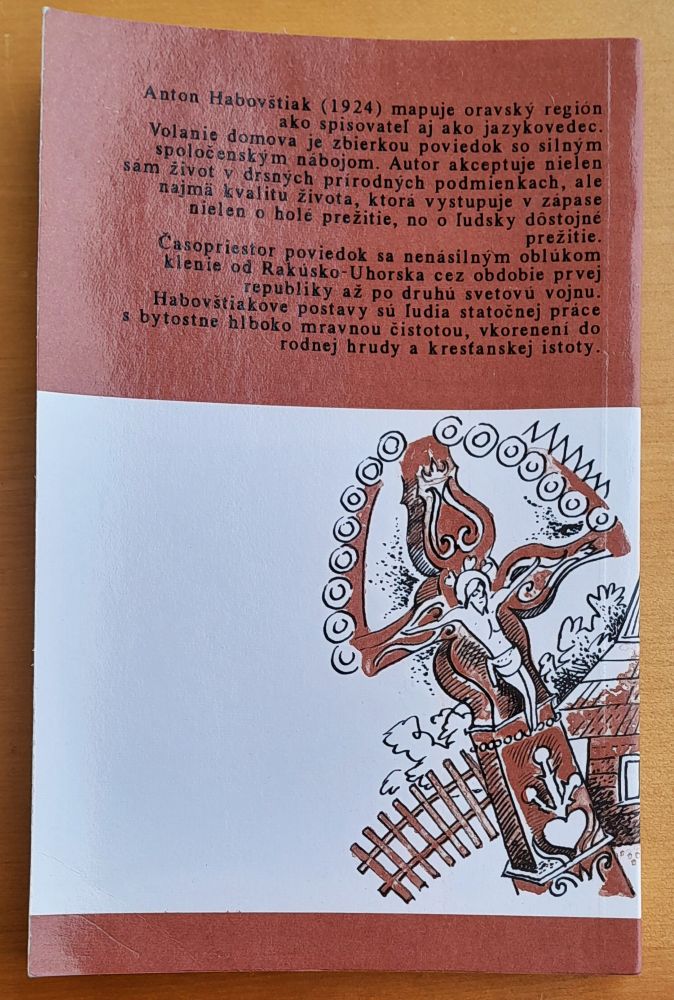 Anton Habovštiak (1924) mapuje oravský región
ako spisovateľ aj ako jazykovedec.
Volanie domova je zbierkou poviedok so silným
spoločenským nábojom. Autor akceptuje nielen
sám život v drsných prírodných podmienkach, ale
najmä kvalitu života, ktorá vystupuje v zápase
nielen o holé prežitie, no o ľudsky dôstojné
prežitie.
Časopriestor poviedok sa nenásilným oblúkom
klenie od Rakúsko-Uhorska cez obdobie prvej
republiky až po druhú svetovú vojnu.
Habovštiakove postavy sú ľudia statočnej práce
s bytostne hlboko mravnou čistotou, vkorenení do
rodnej hrudy a kresťanskej istoty.